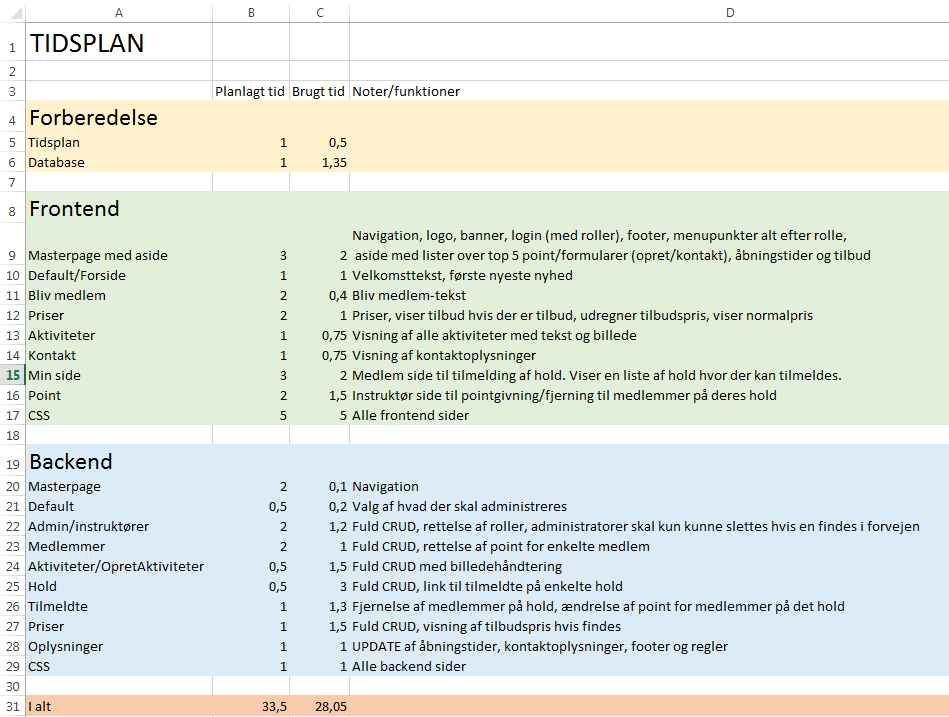 A B C D
1 TIDSPLAN
2
3 Planlagt tid Brugt tid Noter/funktioner
4 Forberedelse
5 Tidsplan 1 0,5
6 Database 1 1,35
7
8 Frontend
Navigation, logo, banner, login (med roller), footer, menupunkter alt efter rolle,
9 Masterpage med aside 3 2 aside med lister over top 5 point/formularer (opret/kontakt), åbningstider og tilbud
10 Default/Forside 1 1 Velkomsttekst, første nyeste nyhed
11 Bliv medlem 2 0,4 Bliv medlem-tekst
12 Priser 2 1 Priser, viser tilbud hvis der er tilbud, udregner tilbudspris, viser normalpris
13 Aktiviteter 1 0,75 Visning af alle aktiviteter med tekst og billede
14 Kontakt 1 0,75 Visning af kontaktoplysninger
15 Min side 3 2 Medlem side til tilmelding af hold. Viser en liste af hold hvor der kan tilmeldes.
16 Point 2 1,5 Instruktør side til pointgivning/fjerning til medlemmer på deres hold
17 CSS 5 5 Alle frontend sider
18
19 Backend
20 Masterpage 2 0,1 Navigation
21 Default 0,5 0,2 Valg af hvad der skal administreres
22 Admin/instruktører 2 1,2 Fuld CRUD, rettelse af roller, administratorer skal kun kunne slettes hvis en findes i forvejen
23 Medlemmer 2 1 Fuld CRUD, rettelse af point for enkelte medlem
24 Aktiviteter/OpretAktiviteter 0,5 1,5 Fuld CRUD med billedehåndtering
25 Hold 0,5 3 Fuld CRUD, link til tilmeldte på enkelte hold
26 Tilmeldte 1 1,3 Fjernelse af medlemmer på hold, ændrelse af point for medlemmer på det hold
27 Priser 1 1,5 Fuld CRUD, visning af tilbudspris hvis findes
28 Oplysninger 1 1 UPDATE af åbningstider, kontaktoplysninger, footer og regler
29 CSS 1 1 Alle backend sider
30
31 I alt 33,5 28,05